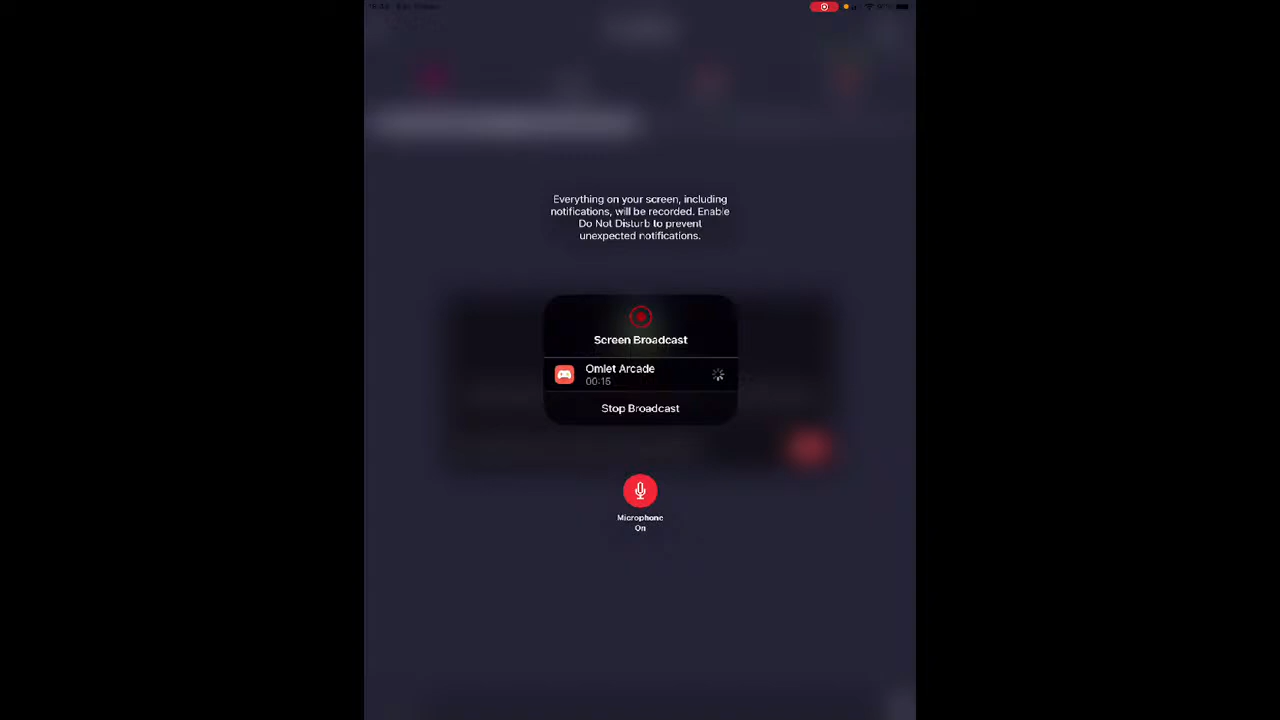 Everything on your screen, including
notifications, will be recorded. Enable
Do Not Disturb to prevent
unexpected notifications.
Screen Broadcast
Omlet Arcade
00:15
Stop Broadcast
Microphone
On